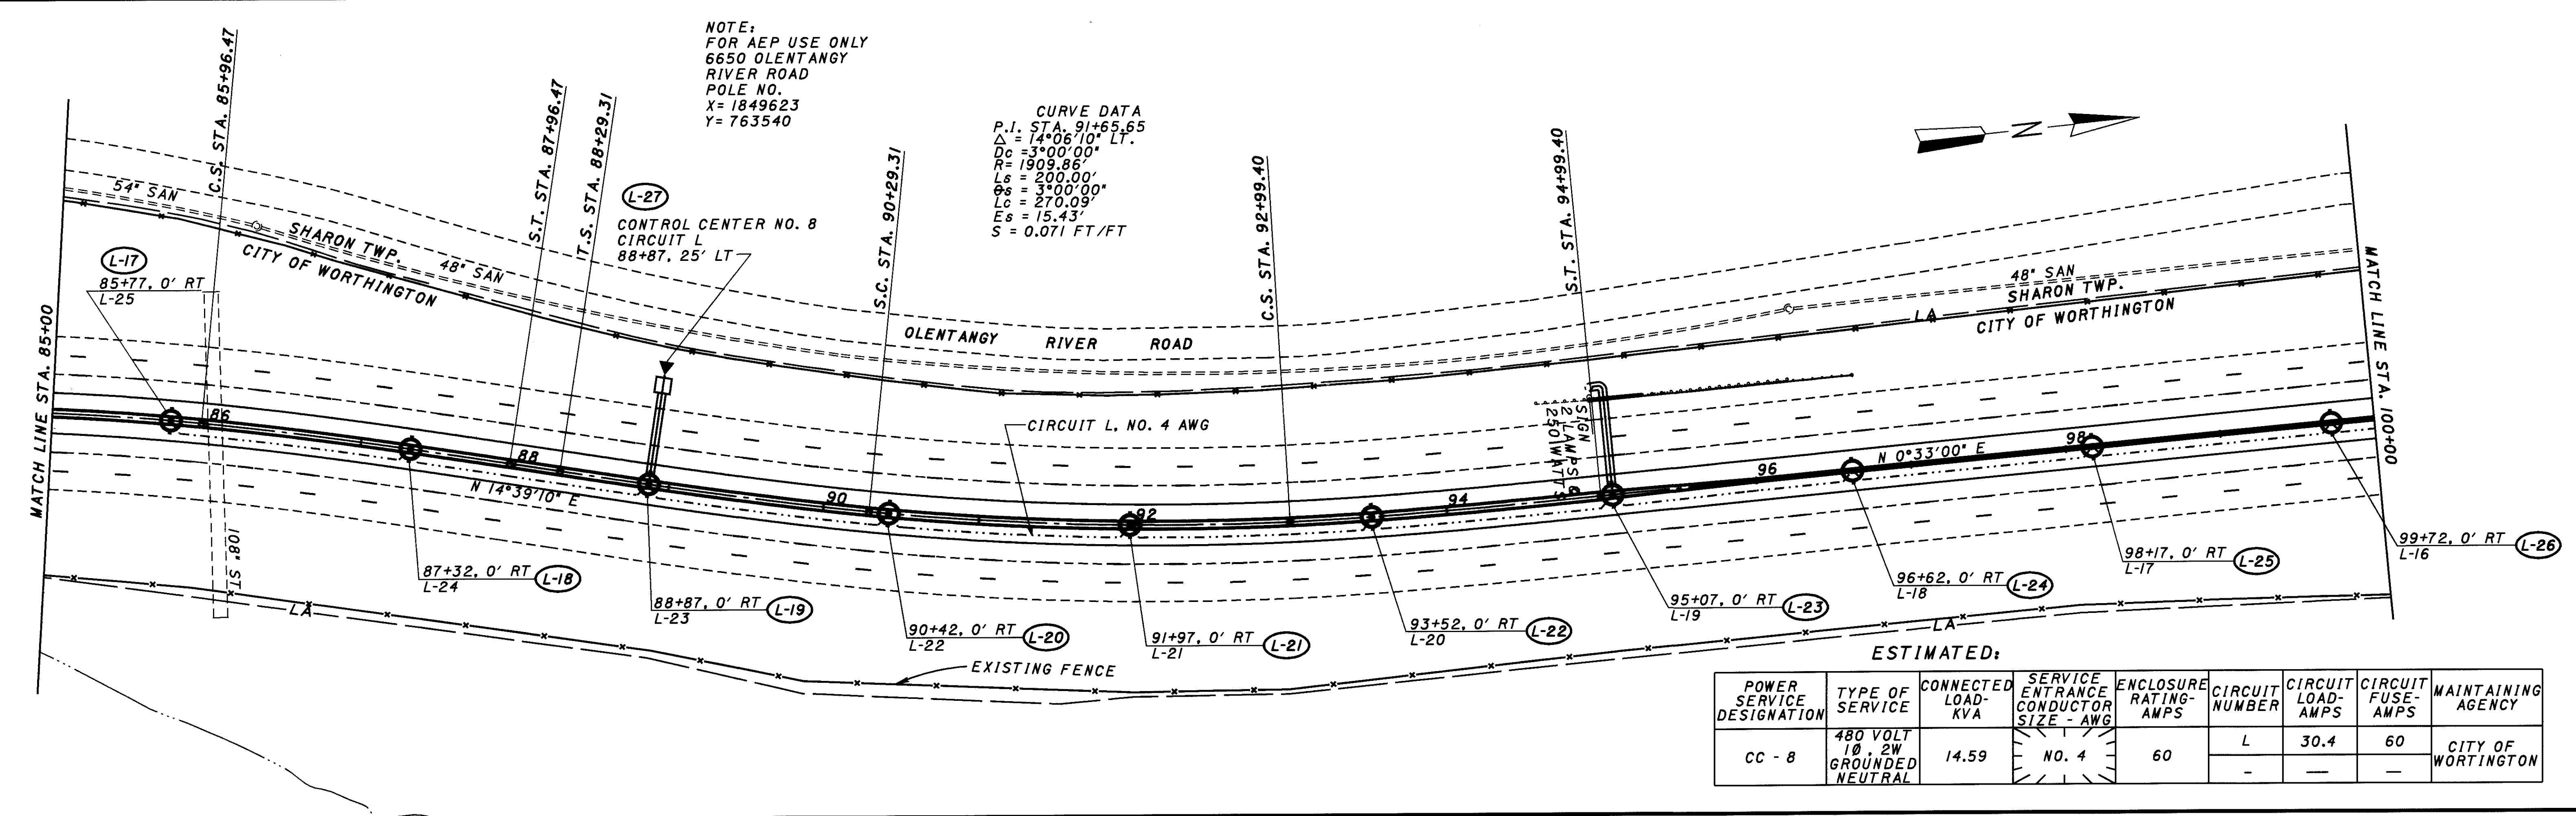 NOTE:
FOR AEP USE ONLY
6650 OLENTANGY
RIVER ROAD
POLE NO.
X= 1849623
Y= 763540
CURVE DATA
P.I. STA. 91+65.65
Δ = 14°06'10" LT.
Dc =3°00'00"
R= 1909.86'
Ls = 200.00'
θs = 3°00'00"
Lc = 270.09'
Es = 15.43'
S = 0.071 FT/FT
C.S. STA. 85+96.47
S.T. STA. 87+96.47
T.S. STA. 88+29.31
S.C. STA. 90+29.31
C.S. STA. 92+99.40
S.T. STA. 94+99.40
N
MATCH LINE STA. 85+00
MATCH LINE STA. 100+00
54" SAN
SHARON TWP.
CITY OF WORTHINGTON
48" SAN
L-27
CONTROL CENTER NO. 8
CIRCUIT L
88+87, 25' LT
L-17
85+77, 0' RT
L-25
OLENTANGY RIVER ROAD
48" SAN
SHARON TWP.
LA
CITY OF WORTHINGTON
CIRCUIT L, NO. 4 AWG
SIGN
2 LAMPS @
250 WATTS
86
88
90
92
94
96
98
N 14°39'10" E
N 0°33'00" E
108" ST
87+32, 0' RT
L-24
L-18
88+87, 0' RT
L-23
L-19
90+42, 0' RT
L-22
L-20
91+97, 0' RT
L-21
L-21
93+52, 0' RT
L-20
L-22
95+07, 0' RT
L-19
L-23
96+62, 0' RT
L-18
L-24
98+17, 0' RT
L-17
L-25
99+72, 0' RT
L-16
L-26
LA
EXISTING FENCE
LA
ESTIMATED:
POWER SERVICE DESIGNATION
TYPE OF SERVICE
CONNECTED LOAD- KVA
SERVICE ENTRANCE CONDUCTOR SIZE - AWG
ENCLOSURE RATING- AMPS
CIRCUIT NUMBER
CIRCUIT LOAD- AMPS
CIRCUIT FUSE- AMPS
MAINTAINING AGENCY
CC - 8
480 VOLT
1Ø, 2W
GROUNDED
NEUTRAL
14.59
NO. 4
60
L
30.4
60
-
—
—
CITY OF
WORTINGTON